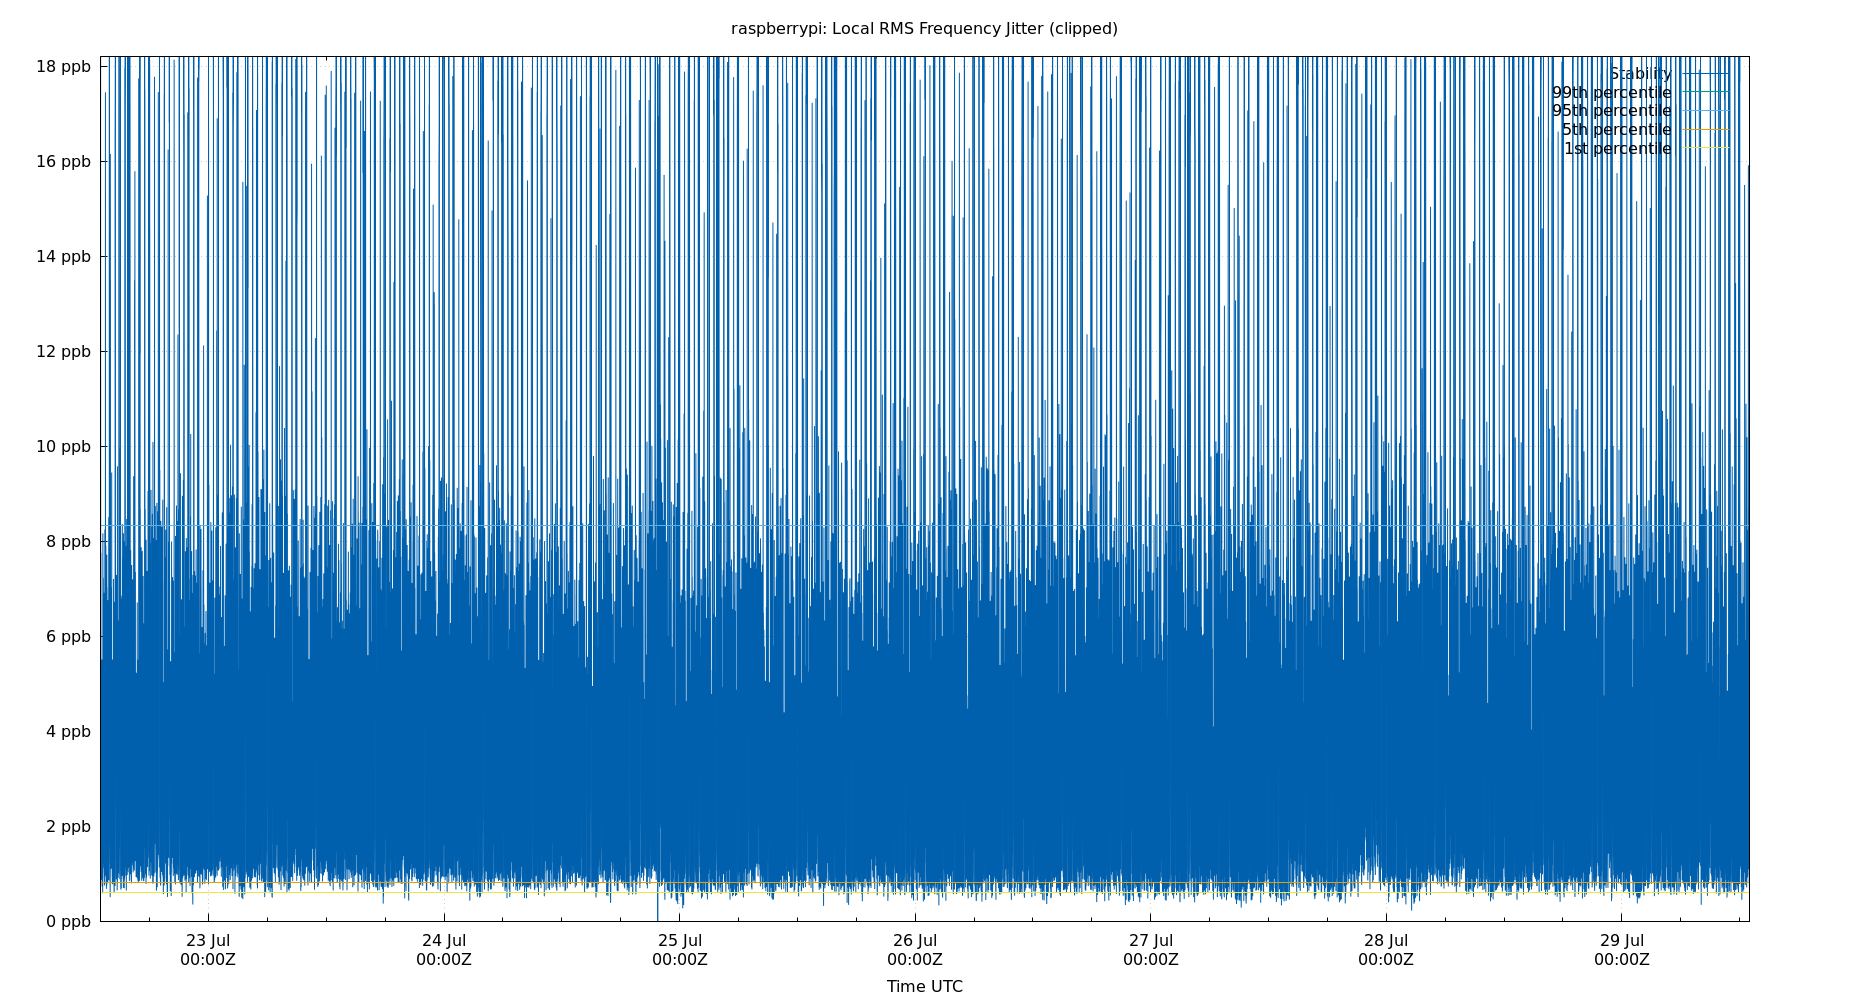 raspberrypi: Local RMS Frequency Jitter (clipped)
18 ppb
16 ppb
14 ppb
12 ppb
10 ppb
8 ppb
6 ppb
4 ppb
2 ppb
0 ppb
Stability
99th percentile
95th percentile
5th percentile
1st percentile
23 Jul 24 Jul 25 Jul 26 Jul 27 Jul 28 Jul 29 Jul
00:00Z 00:00Z 00:00Z 00:00Z 00:00Z 00:00Z 00:00Z
Time UTC